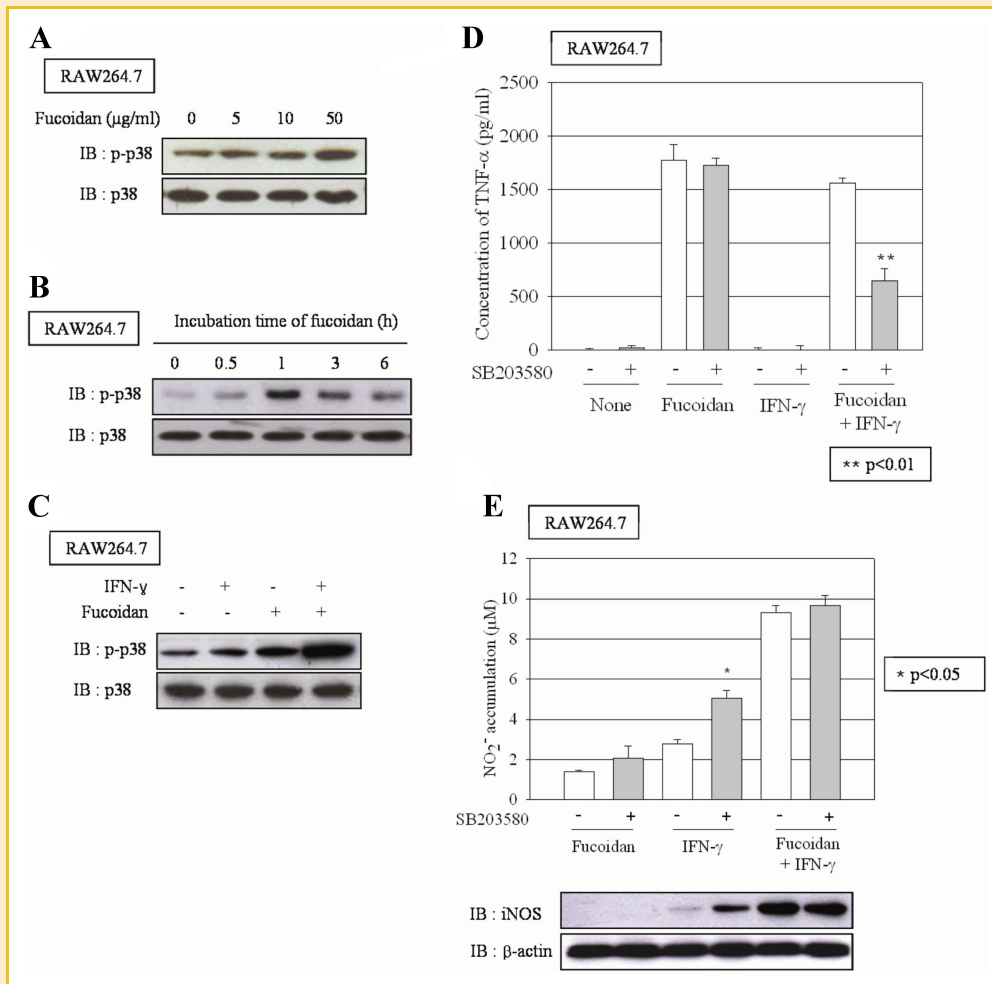 A
RAW264.7
Fucoidan (μg/ml) 0 5 10 50
IB : p-p38
IB : p38
B
RAW264.7
Incubation time of fucoidan (h)
0 0.5 1 3 6
IB : p-p38
IB : p38
C
RAW264.7
IFN-γ - + - +
Fucoidan - - + +
IB : p-p38
IB : p38
D
RAW264.7
Concentration of TNF-α (pg/ml)
2500
2000
1500
1000
500
0
**
SB203580 - + - + - + - +
None Fucoidan IFN-γ Fucoidan
+ IFN-γ
** p<0.01
E
RAW264.7
NO2- accumulation (μM)
12
10
8
6
4
2
0
*
* p<0.05
SB203580 - + - + - +
Fucoidan IFN-γ Fucoidan
+ IFN-γ
IB : iNOS
IB : β-actin